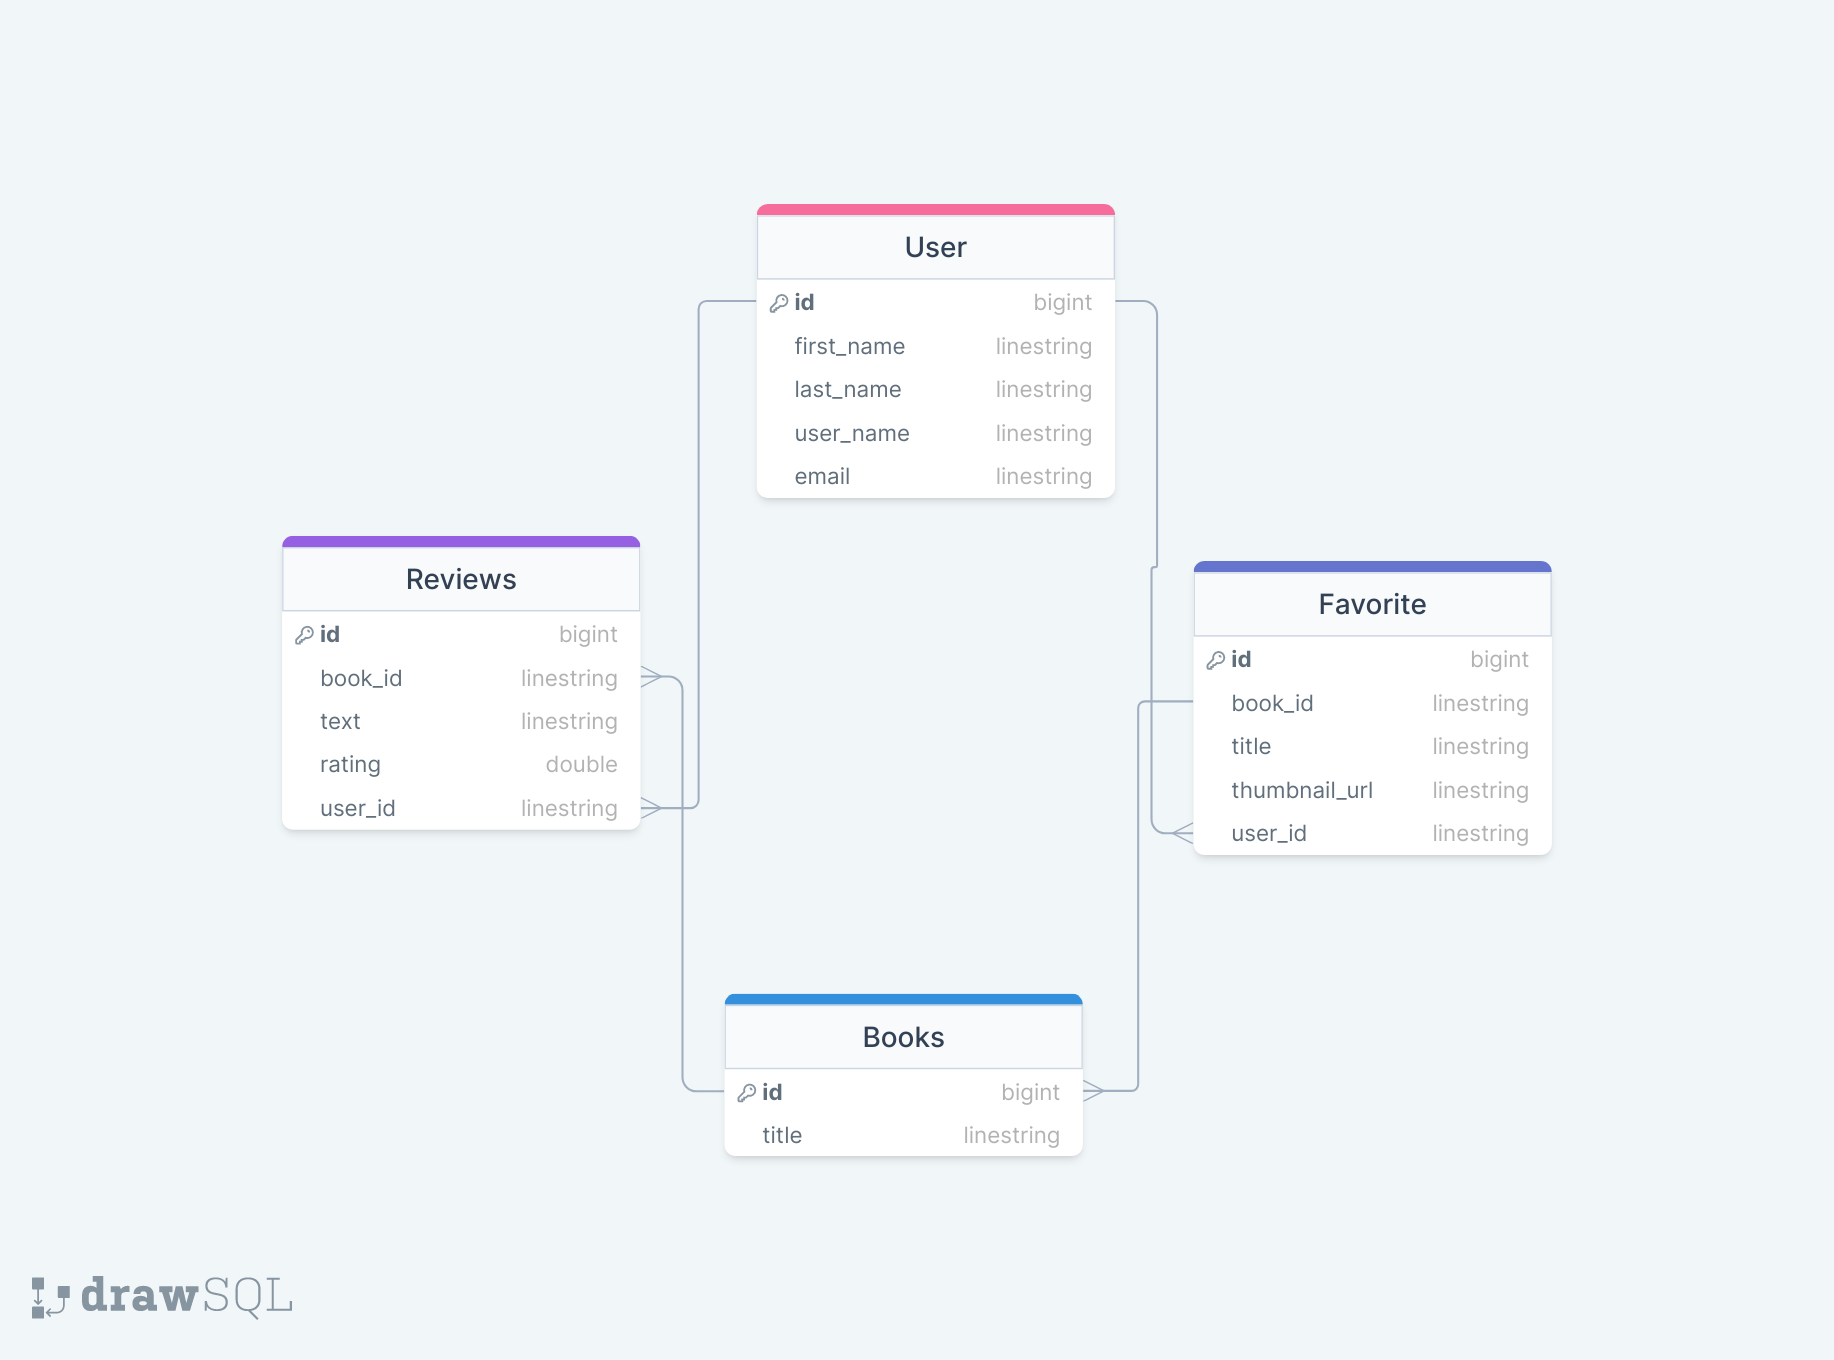 User
id bigint
first_name linestring
last_name linestring
user_name linestring
email linestring
Reviews
id bigint
book_id linestring
text linestring
rating double
user_id linestring
Favorite
id bigint
book_id linestring
title linestring
thumbnail_url linestring
user_id linestring
Books
id bigint
title linestring
drawSQL